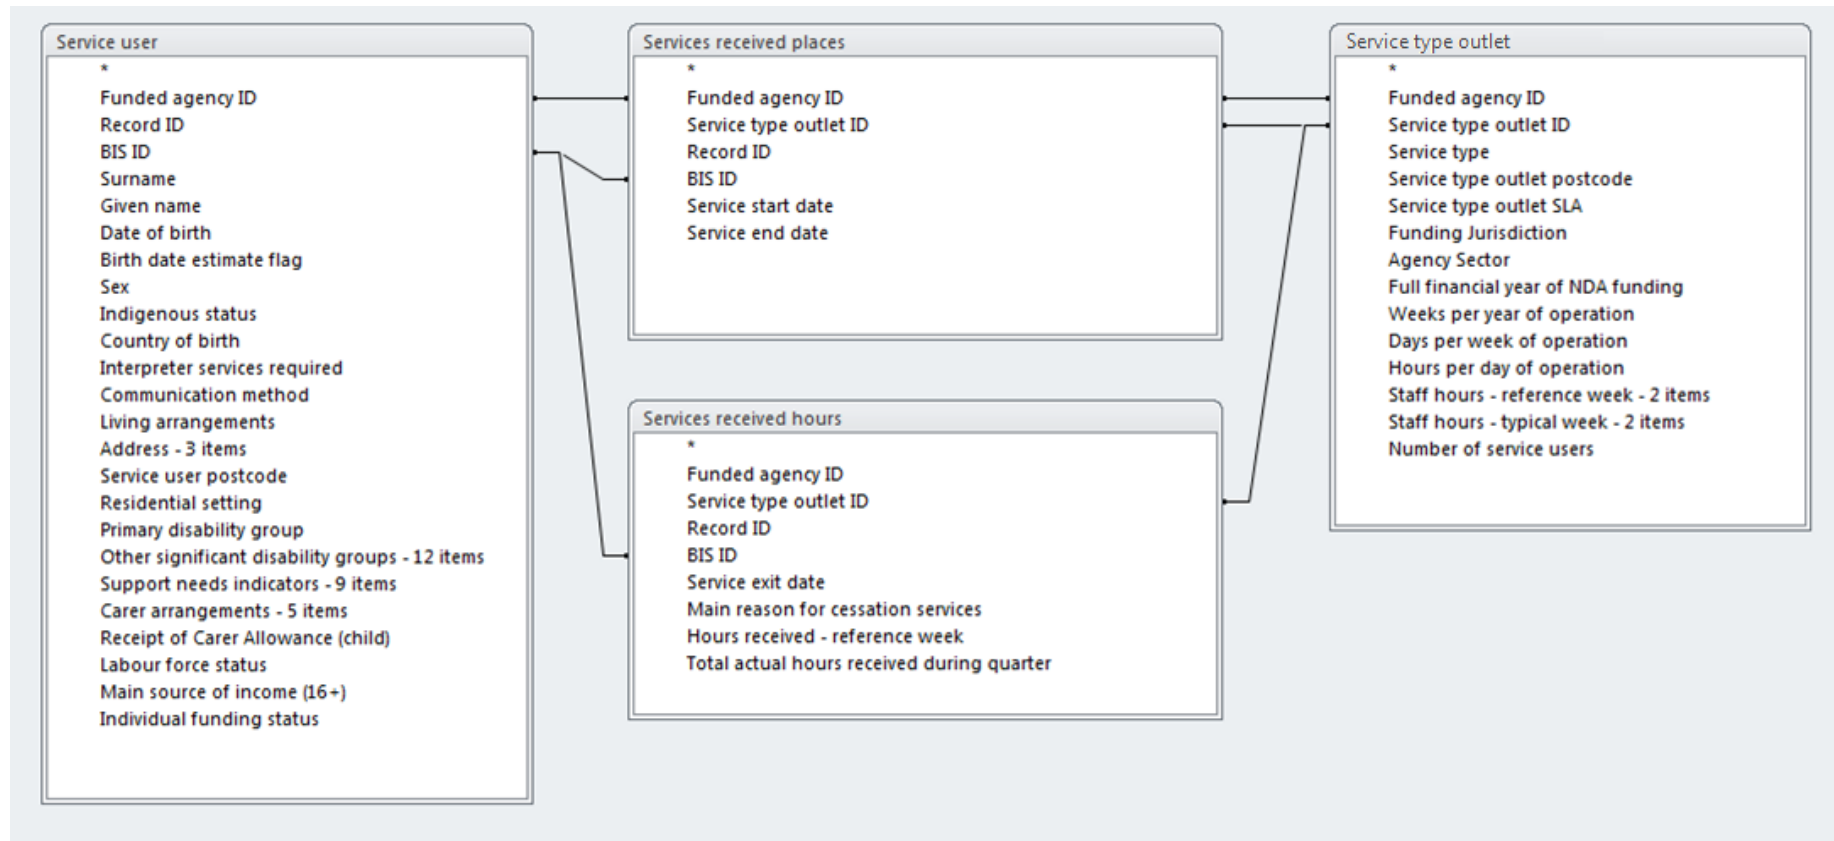 Service user
*
Funded agency ID
Record ID
BIS ID
Surname
Given name
Date of birth
Birth date estimate flag
Sex
Indigenous status
Country of birth
Interpreter services required
Communication method
Living arrangements
Address - 3 items
Service user postcode
Residential setting
Primary disability group
Other significant disability groups - 12 items
Support needs indicators - 9 items
Carer arrangements - 5 items
Receipt of Carer Allowance (child)
Labour force status
Main source of income (16+)
Individual funding status
Services received places
*
Funded agency ID
Service type outlet ID
Record ID
BIS ID
Service start date
Service end date
Services received hours
*
Funded agency ID
Service type outlet ID
Record ID
BIS ID
Service exit date
Main reason for cessation services
Hours received - reference week
Total actual hours received during quarter
Service type outlet
*
Funded agency ID
Service type outlet ID
Service type
Service type outlet postcode
Service type outlet SLA
Funding Jurisdiction
Agency Sector
Full financial year of NDA funding
Weeks per year of operation
Days per week of operation
Hours per day of operation
Staff hours - reference week - 2 items
Staff hours - typical week - 2 items
Number of service users